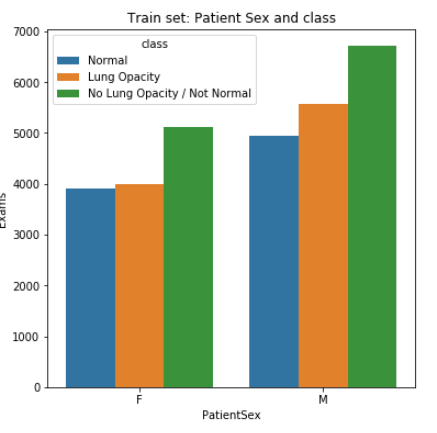 Train set: Patient Sex and class
class
Normal
Lung Opacity
No Lung Opacity / Not Normal
7000
6000
5000
4000
3000
2000
1000
0
Exams
F
M
PatientSex